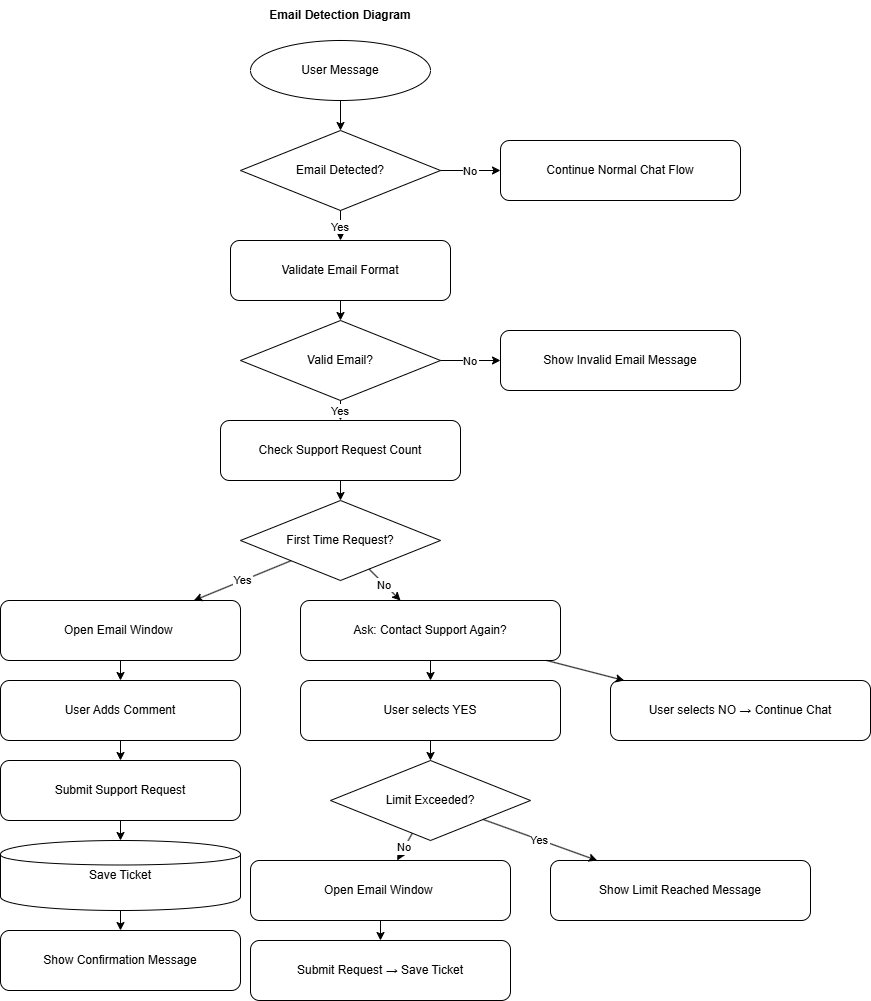 Email Detection Diagram
User Message
Email Detected?
No
Continue Normal Chat Flow
Yes
Validate Email Format
Valid Email?
No
Show Invalid Email Message
Yes
Check Support Request Count
First Time Request?
Yes
No
Open Email Window
Ask: Contact Support Again?
User Adds Comment
User selects YES
User selects NO → Continue Chat
Submit Support Request
Limit Exceeded?
No
Yes
Save Ticket
Open Email Window
Show Limit Reached Message
Show Confirmation Message
Submit Request → Save Ticket